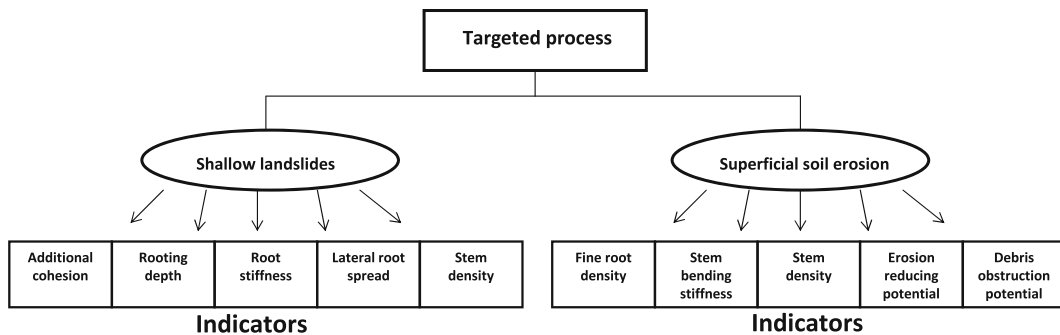 Targeted process
Shallow landslides
Superficial soil erosion
Additional
cohesion
Rooting
depth
Root
stiffness
Lateral root
spread
Stem
density
Fine root
density
Stem
bending
stiffness
Stem
density
Erosion
reducing
potential
Debris
obstruction
potential
Indicators
Indicators